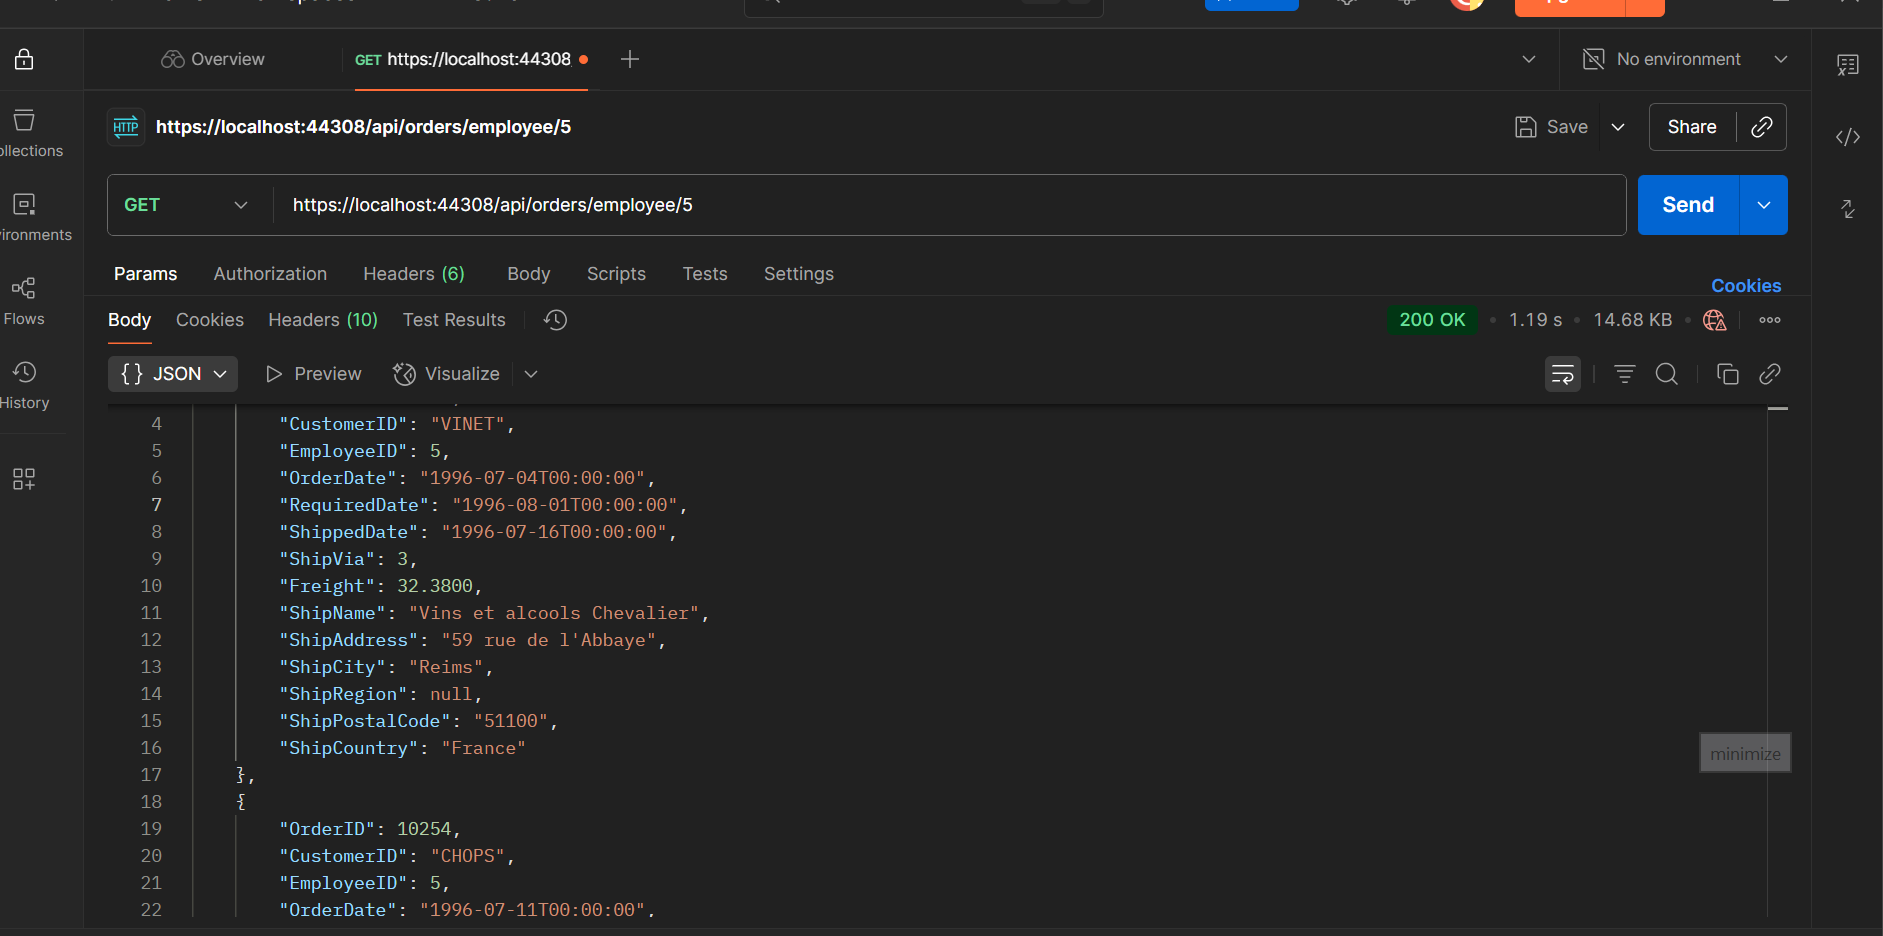 Overview
GET https://localhost:44308
No environment
HTTP https://localhost:44308/api/orders/employee/5
Save
Share
GET
https://localhost:44308/api/orders/employee/5
Send
Params Authorization Headers (6) Body Scripts Tests Settings
Cookies
Body Cookies Headers (10) Test Results
200 OK • 1.19 s • 14.68 KB
{} JSON
Preview
Visualize
ollections
ironments
Flows
History
4 "CustomerID": "VINET",
5 "EmployeeID": 5,
6 "OrderDate": "1996-07-04T00:00:00",
7 "RequiredDate": "1996-08-01T00:00:00",
8 "ShippedDate": "1996-07-16T00:00:00",
9 "ShipVia": 3,
10 "Freight": 32.3800,
11 "ShipName": "Vins et alcools Chevalier",
12 "ShipAddress": "59 rue de l'Abbaye",
13 "ShipCity": "Reims",
14 "ShipRegion": null,
15 "ShipPostalCode": "51100",
16 "ShipCountry": "France"
17 },
18 {
19 "OrderID": 10254,
20 "CustomerID": "CHOPS",
21 "EmployeeID": 5,
22 "OrderDate": "1996-07-11T00:00:00",
minimize